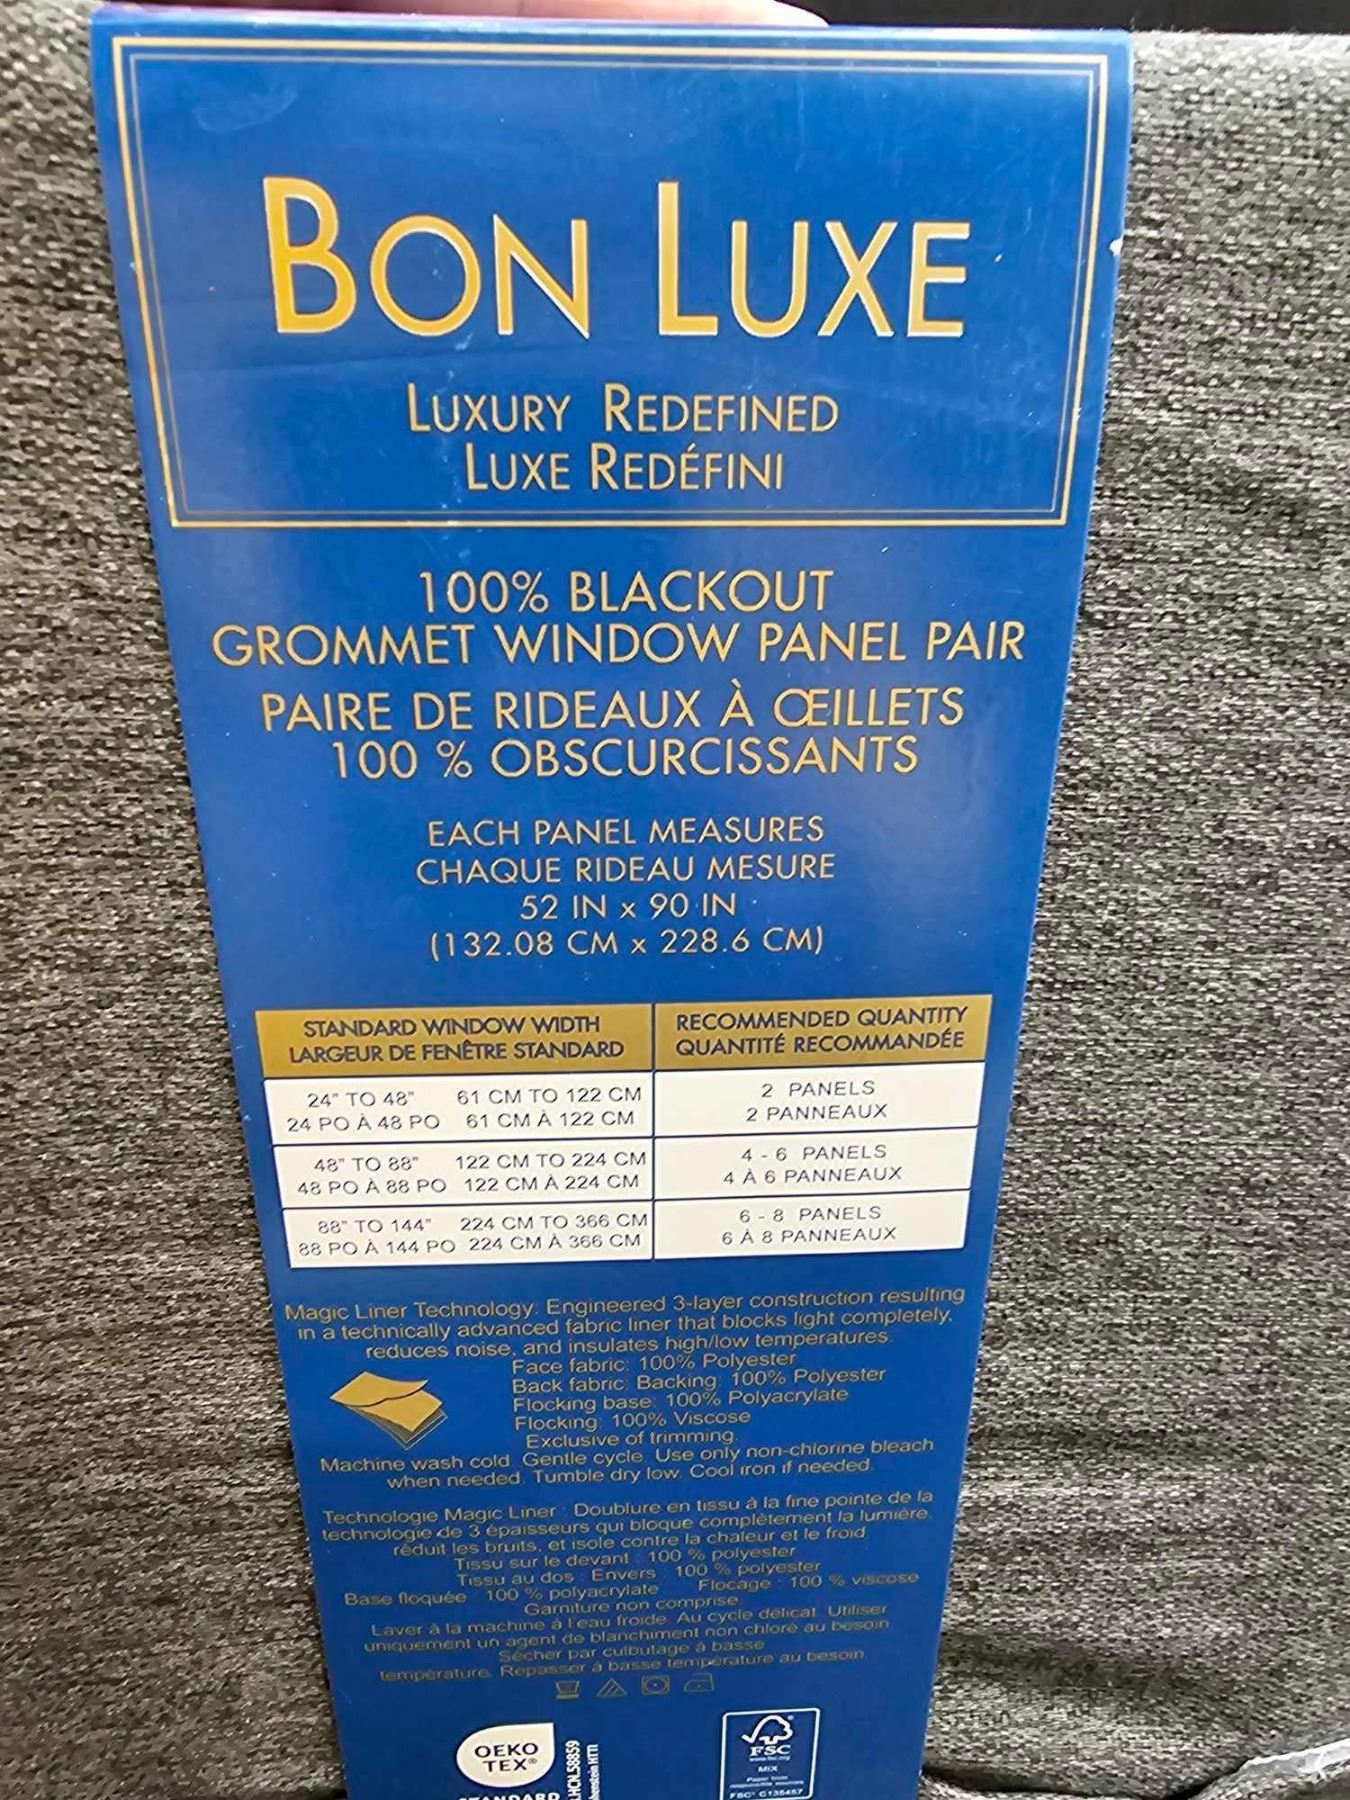 BON LUXE
LUXURY REDEFINED
LUXE REDÉFINI
100% BLACKOUT
GROMMET WINDOW PANEL PAIR
PAIRE DE RIDEAUX À ŒILLETS
100 % OBSCURCISSANTS
EACH PANEL MEASURES
CHAQUE RIDEAU MESURE
52 IN x 90 IN
(132.08 CM x 228.6 CM)
STANDARD WINDOW WIDTH RECOMMENDED QUANTITY
LARGEUR DE FENÊTRE STANDARD QUANTITÉ RECOMMANDÉE
24" TO 48" 61 CM TO 122 CM 2 PANELS
24 PO À 48 PO 61 CM À 122 CM 2 PANNEAUX
48" TO 88" 122 CM TO 224 CM 4 - 6 PANELS
48 PO À 88 PO 122 CM À 224 CM 4 À 6 PANNEAUX
88" TO 144" 224 CM TO 366 CM 6 - 8 PANELS
88 PO À 144 PO 224 CM À 366 CM 6 À 8 PANNEAUX
Magic Liner Technology: Engineered 3-layer construction resulting
in a technically advanced fabric liner that blocks light completely,
reduces noise, and insulates high/low temperatures.
Face fabric: 100% Polyester
Back fabric: Backing: 100% Polyester
Flocking base: 100% Polyacrylate
Flocking: 100% Viscose
Exclusive of trimming.
Machine wash cold. Gentle cycle. Use only non-chlorine bleach
when needed. Tumble dry low. Cool iron if needed.
Technologie Magic Liner : Doublure en tissu à la fine pointe de la
technologie de 3 épaisseurs qui bloque complètement la lumière,
réduit les bruits, et isole contre la chaleur et le froid.
Tissu sur le devant : 100 % polyester
Tissu au dos : Envers : 100 % polyester
Base floquée : 100 % polyacrylate Flocage : 100 % viscose
Garniture non comprise.
Laver à la machine à l'eau froide. Au cycle délicat. Utiliser
uniquement un agent de blanchiment non chloré au besoin.
Sécher par culbutage à basse
température. Repasser à basse température au besoin.
OEKO
TEX®
STANDARD
HCN.58859
FSC
MIX